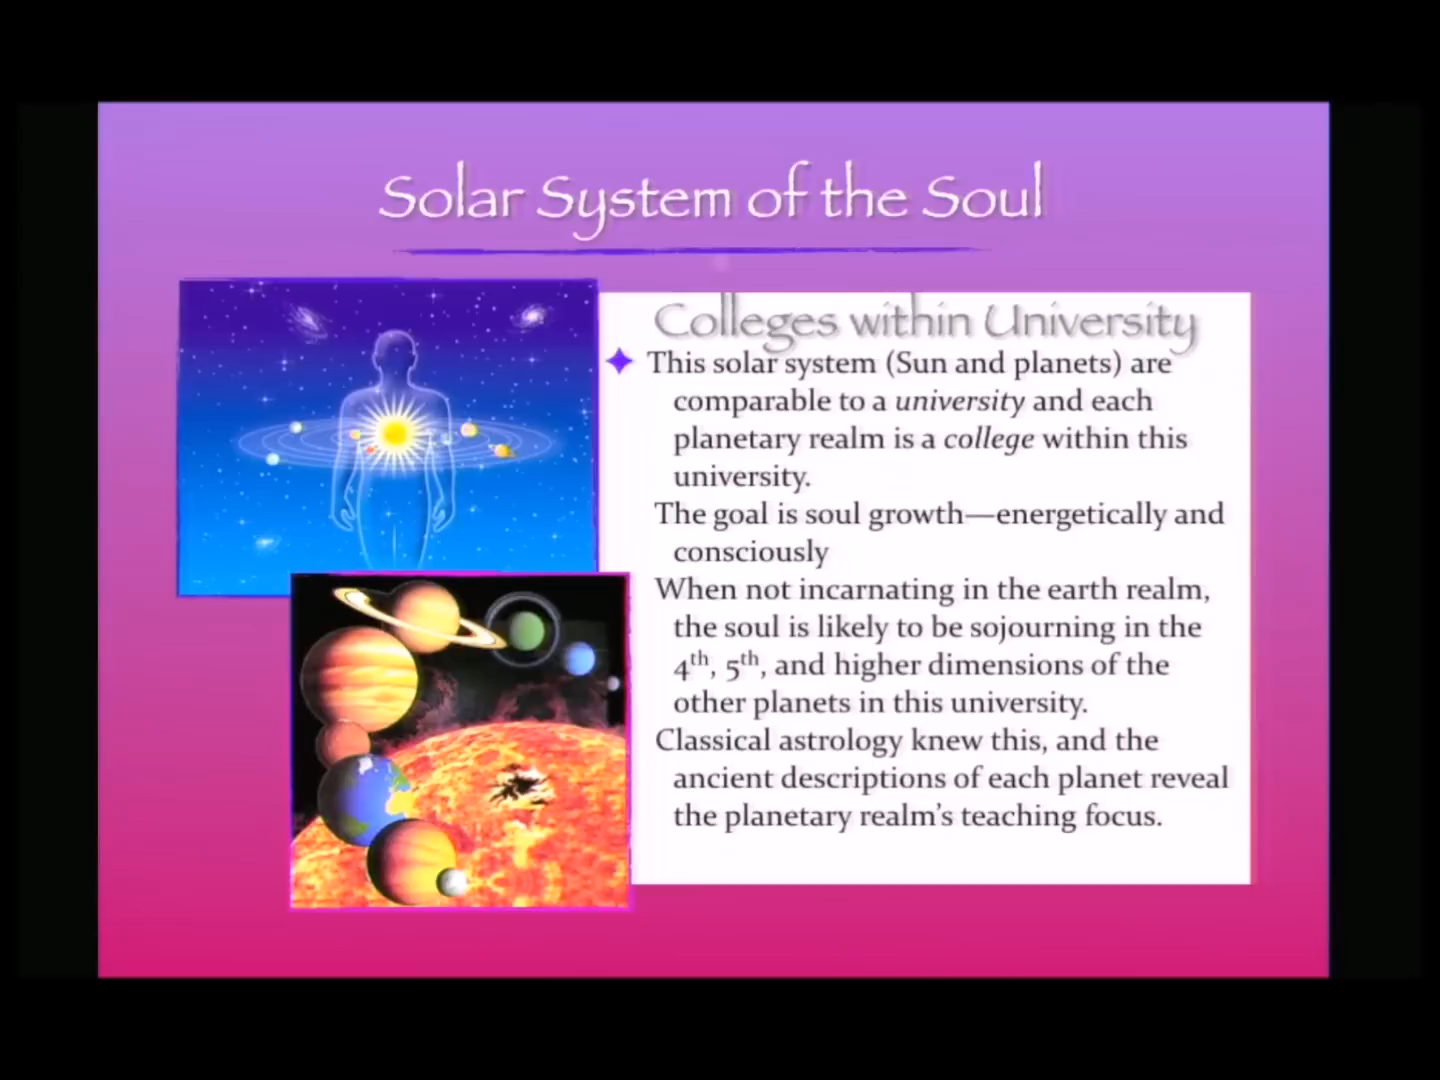 Solar System of the Soul
Colleges within University
This solar system (Sun and planets) are
comparable to a university and each
planetary realm is a college within this
university.
The goal is soul growth—energetically and
consciously
When not incarnating in the earth realm,
the soul is likely to be sojourning in the
4th, 5th, and higher dimensions of the
other planets in this university.
Classical astrology knew this, and the
ancient descriptions of each planet reveal
the planetary realm's teaching focus.